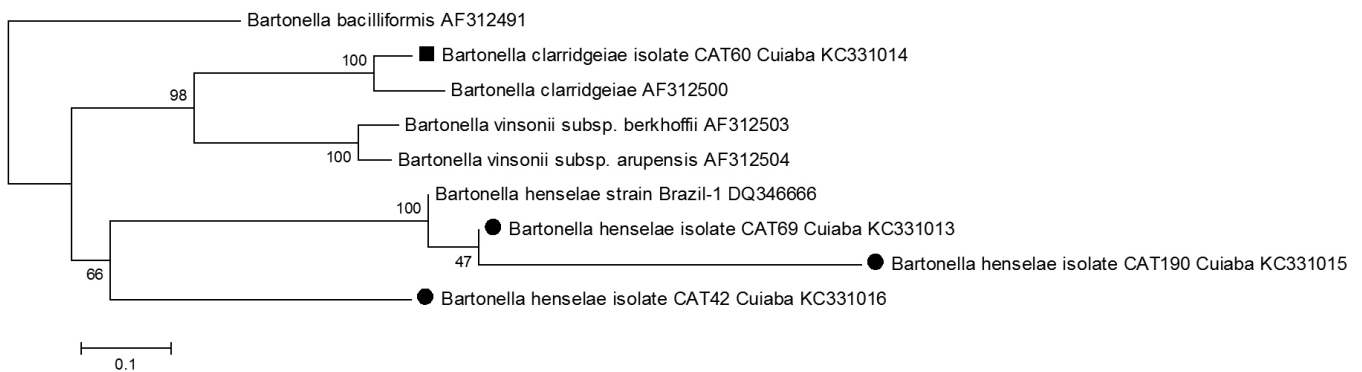 Bartonella bacilliformis AF312491
100
Bartonella clarridgeiae isolate CAT60 Cuiaba KC331014
Bartonella clarridgeiae AF312500
98
Bartonella vinsonii subsp. berkhoffii AF312503
100
Bartonella vinsonii subsp. arupensis AF312504
Bartonella henselae strain Brazil-1 DQ346666
100
Bartonella henselae isolate CAT69 Cuiaba KC331013
47
Bartonella henselae isolate CAT190 Cuiaba KC331015
66
Bartonella henselae isolate CAT42 Cuiaba KC331016
0.1